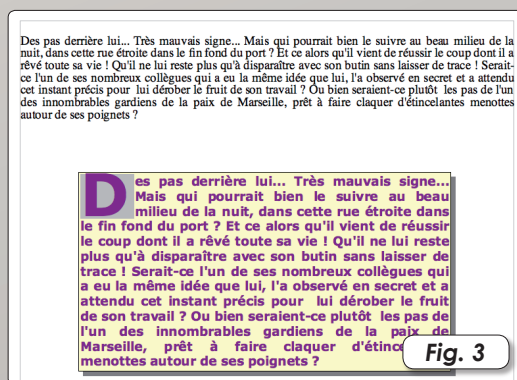 Des pas derrière lui... Très mauvais signe... Mais qui pourrait bien le suivre au beau milieu de la
nuit, dans cette rue étroite dans le fin fond du port ? Et ce alors qu'il vient de réussir le coup dont il a
rêvé toute sa vie ! Qu'il ne lui reste plus qu'à disparaître avec son butin sans laisser de trace ! Serait-
ce l'un de ses nombreux collègues qui a eu la même idée que lui, l'a observé en secret et a attendu
cet instant précis pour lui dérober le fruit de son travail ? Ou bien seraient-ce plutôt les pas de l'un
des innombrables gardiens de la paix de Marseille, prêt à faire claquer d'étincelantes menottes
autour de ses poignets ?
Des pas derrière lui... Très mauvais signe...
Mais qui pourrait bien le suivre au beau
milieu de la nuit, dans cette rue étroite dans
le fin fond du port ? Et ce alors qu'il vient de réussir
le coup dont il a rêvé toute sa vie ! Qu'il ne lui reste
plus qu'à disparaître avec son butin sans laisser de
trace ! Serait-ce l'un de ses nombreux collègues qui
a eu la même idée que lui, l'a observé en secret et a
attendu cet instant précis pour lui dérober le fruit
de son travail ? Ou bien seraient-ce plutôt les pas de
l'un des innombrables gardiens de la paix de
Marseille, prêt à faire claquer
menottes autour de ses poignets ?
Fig. 3